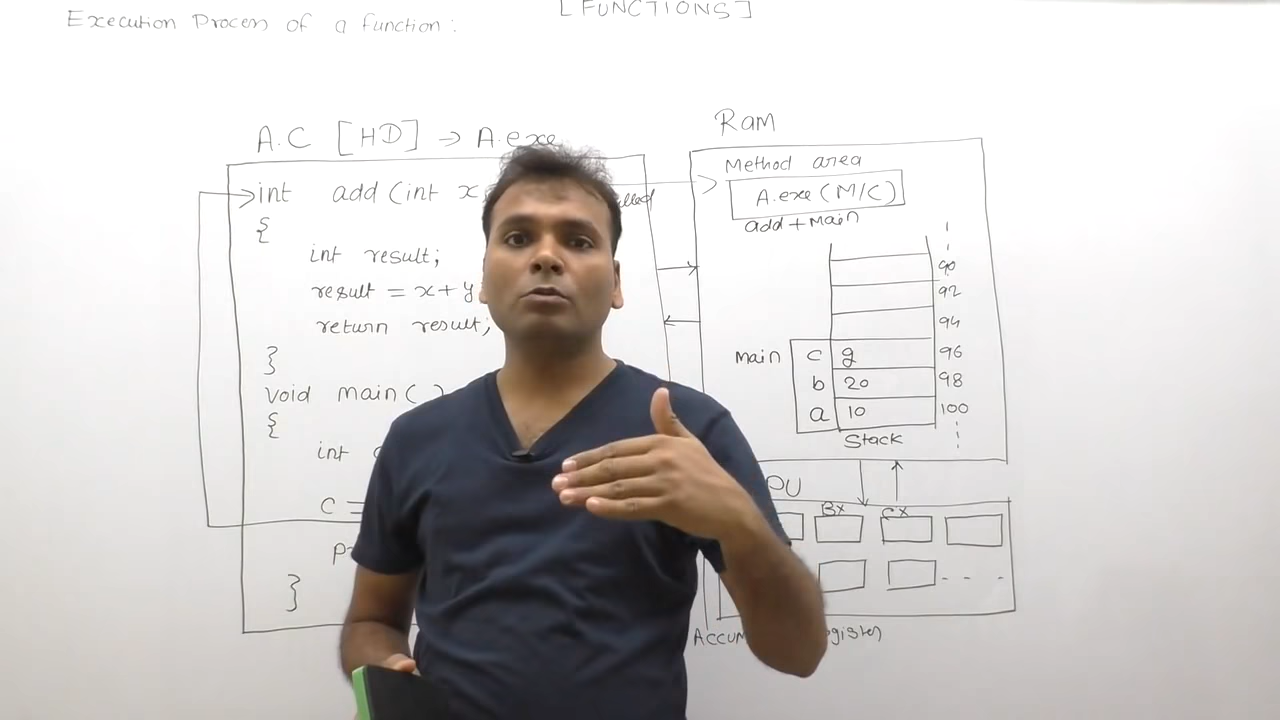 [FUNCTIONS]
Execution Process of a function:
A.C [HD] → A.exe
int add (int x
{
int result;
result = x+y
return result;
}
void main( )
{
int
c =
}
Ram
Method area
A.exe (M/C)
add + main
90
92
94
main c g 96
b 20 98
a 10 100
Stack
Bx Cx